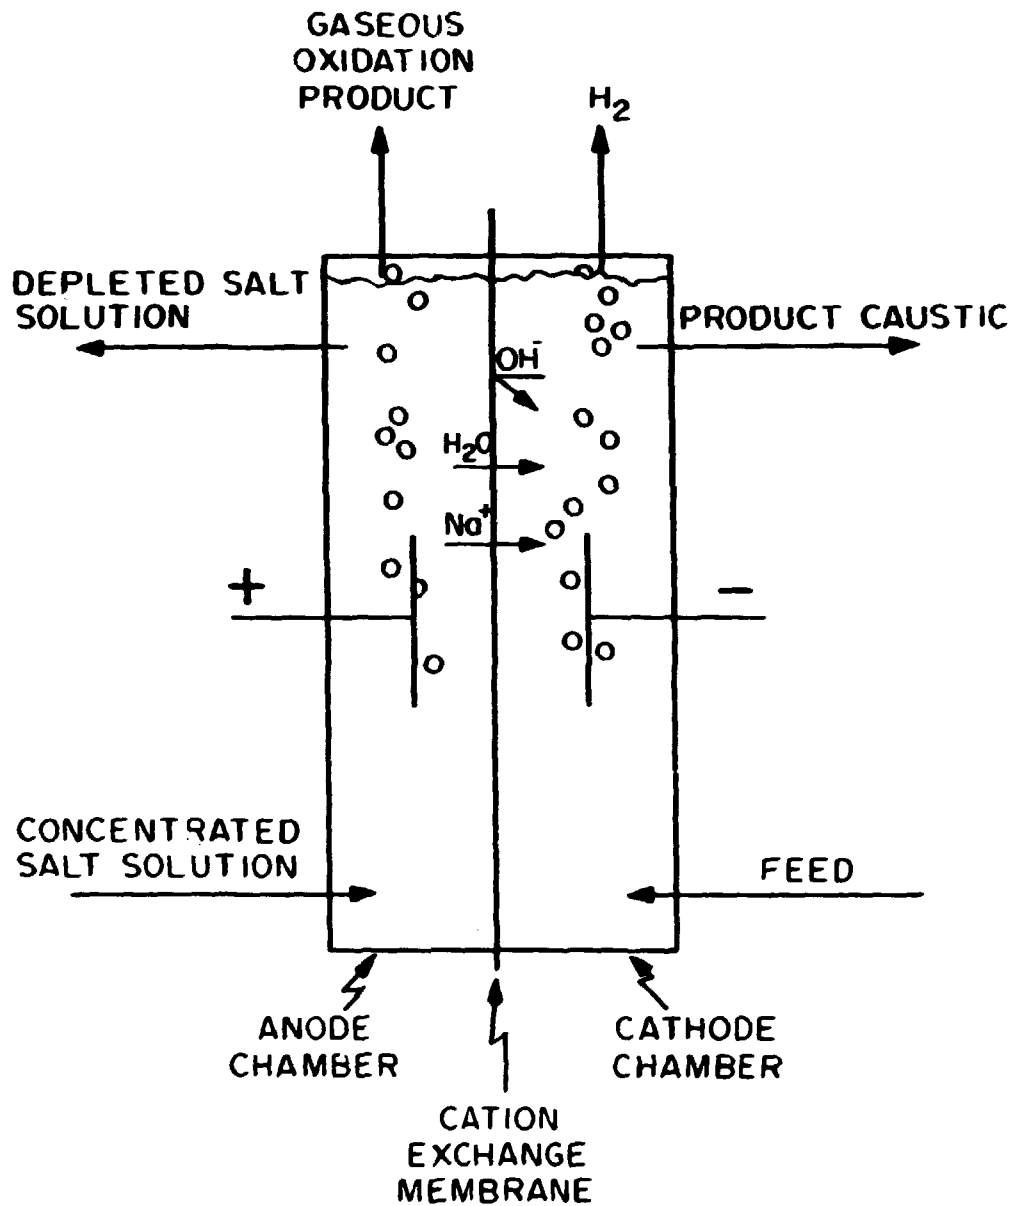 GASEOUS
OXIDATION
PRODUCT
H2
DEPLETED SALT
SOLUTION
PRODUCT CAUSTIC
OH-
H2O
Na+
+
−
CONCENTRATED
SALT SOLUTION
FEED
ANODE
CHAMBER
CATHODE
CHAMBER
CATION
EXCHANGE
MEMBRANE